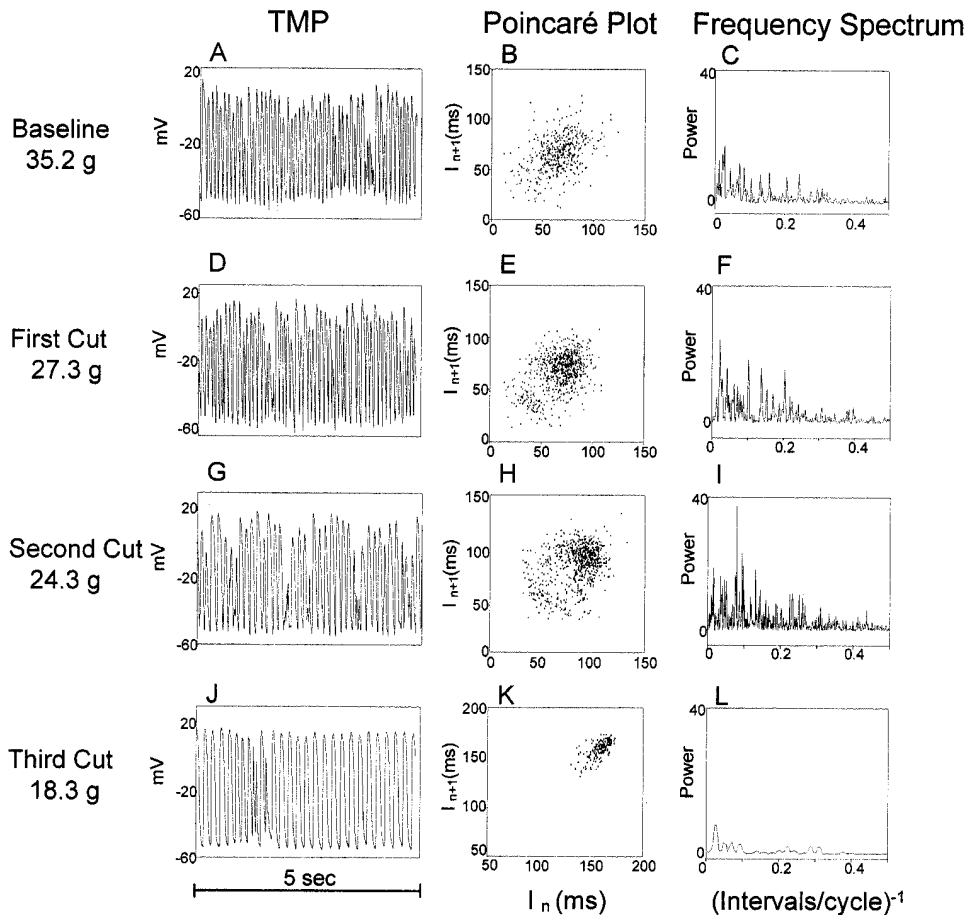 TMP Poincaré Plot Frequency Spectrum
A B C
Baseline
35.2 g
20
-20
-60
mV
150
100
50
0
I n+1(ms)
0 50 100 150
40
0
Power
0 0.2 0.4
D E F
First Cut
27.3 g
20
-20
-60
mV
150
100
50
0
I n+1(ms)
0 50 100 150
40
0
Power
0 0.2 0.4
G H I
Second Cut
24.3 g
20
-20
-60
mV
150
100
50
0
I n+1(ms)
0 50 100 150
40
0
Power
0 0.2 0.4
J K L
Third Cut
18.3 g
20
-20
-60
mV
200
150
100
50
I n+1(ms)
50 100 150 200
40
0
Power
0 0.2 0.4
5 sec
I n (ms)
(Intervals/cycle)-1